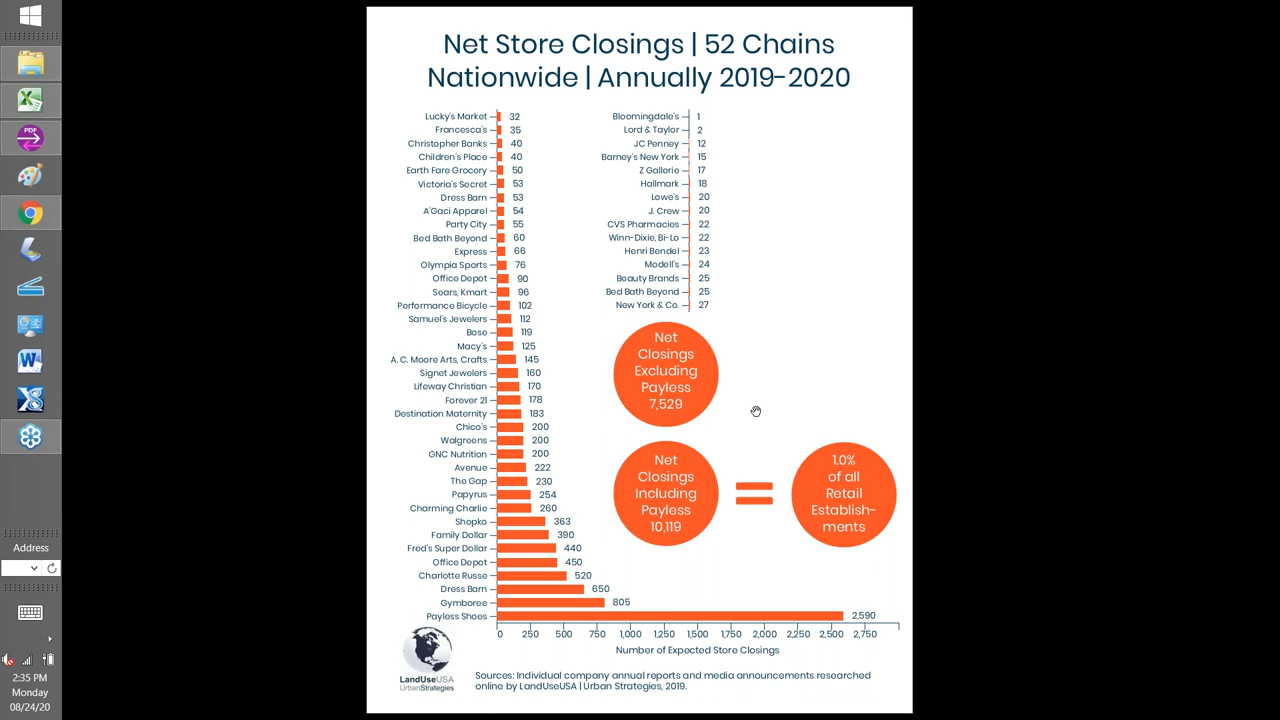 Net Store Closings | 52 Chains
Nationwide | Annually 2019-2020
Lucky's Market 32
Francesca's 35
Christopher Banks 40
Children's Place 40
Earth Fare Grocery 50
Victoria's Secret 53
Dress Barn 53
A'Gaci Apparel 54
Party City 55
Bed Bath Beyond 60
Express 66
Olympia Sports 76
Office Depot 90
Sears, Kmart 96
Performance Bicycle 102
Samuel's Jewelers 112
Bose 119
Macy's 125
A. C. Moore Arts, Crafts 145
Signet Jewelers 160
Lifeway Christian 170
Forever 21 178
Destination Maternity 183
Chico's 200
Walgreens 200
GNC Nutrition 200
Avenue 222
The Gap 230
Papyrus 254
Charming Charlie 260
Shopko 363
Family Dollar 390
Fred's Super Dollar 440
Office Depot 450
Charlotte Russe 520
Dress Barn 650
Gymboree 805
Payless Shoes 2,590
0 250 500 750 1,000 1,250 1,500 1,750 2,000 2,250 2,500 2,750
Number of Expected Store Closings
Bloomingdale's 1
Lord & Taylor 2
JC Penney 12
Barney's New York 15
Z Gallerie 17
Hallmark 18
Lowe's 20
J. Crew 20
CVS Pharmacies 22
Winn-Dixie, Bi-Lo 22
Henri Bendel 23
Modell's 24
Beauty Brands 25
Bed Bath Beyond 25
New York & Co. 27
Net
Closings
Excluding
Payless
7,529
Net
Closings
Including
Payless
10,119
=
1.0%
of all
Retail
Establish-
ments
LandUseUSA
UrbanStrategies
Sources: Individual company annual reports and media announcements researched
online by LandUseUSA | Urban Strategies, 2019.
PDF
Address
2:35 PM
Monday
08/24/20